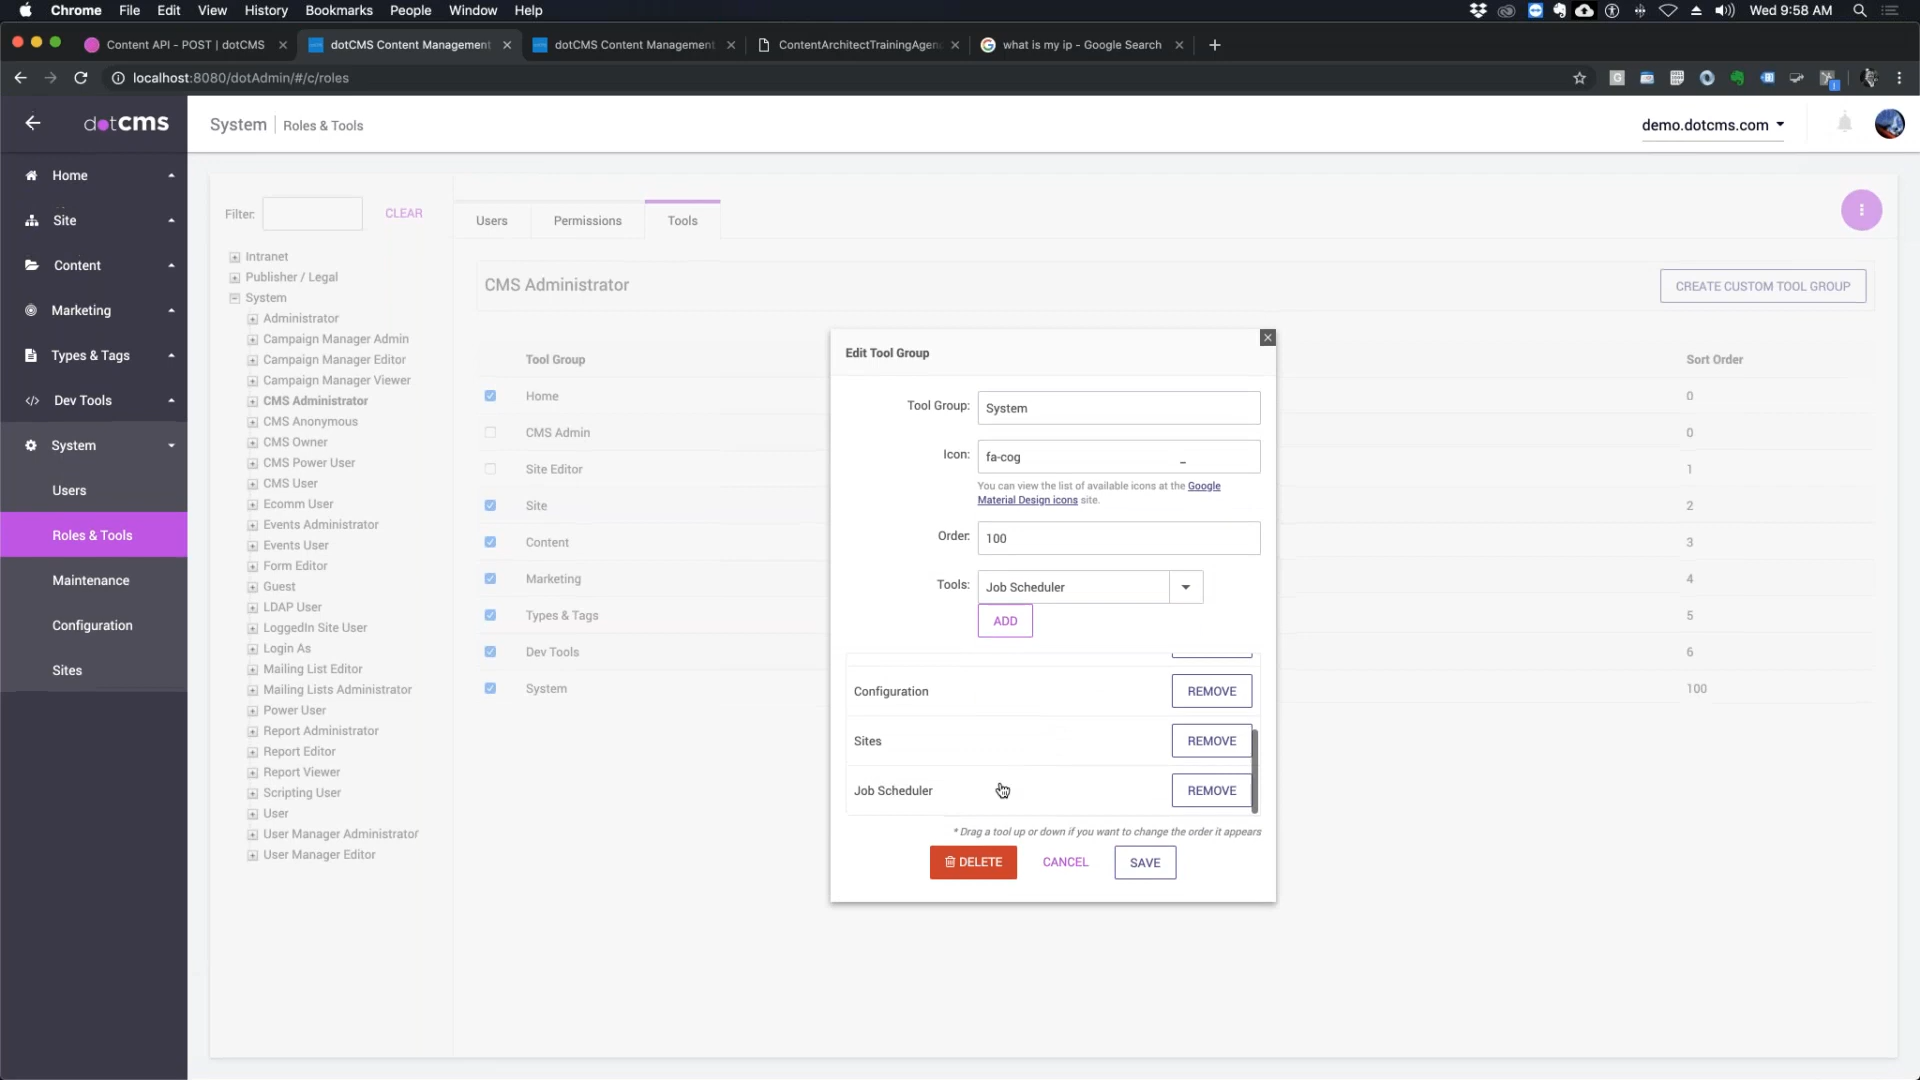 Chrome File Edit View History Bookmarks People Window Help Wed 9:58 AM
Content API - POST | dotCMS dotCMS Content Management dotCMS Content Management ContentArchitectTrainingAgen what is my ip - Google Search
localhost:8080/dotAdmin/#/c/roles
dotCMS
System Roles & Tools
demo.dotcms.com
Home
Site
Content
Marketing
Types & Tags
Dev Tools
System
Users
Roles & Tools
Maintenance
Configuration
Sites
Filter: CLEAR
Intranet
Publisher / Legal
System
Administrator
Campaign Manager Admin
Campaign Manager Editor
Campaign Manager Viewer
CMS Administrator
CMS Anonymous
CMS Owner
CMS Power User
CMS User
Ecomm User
Events Administrator
Events User
Form Editor
Guest
LDAP User
LoggedIn Site User
Login As
Mailing List Editor
Mailing Lists Administrator
Power User
Report Administrator
Report Editor
Report Viewer
Scripting User
User
User Manager Administrator
User Manager Editor
Users Permissions Tools
CMS Administrator CREATE CUSTOM TOOL GROUP
Tool Group Sort Order
Home 0
CMS Admin 0
Site Editor 1
Site 2
Content 3
Marketing 4
Types & Tags 5
Dev Tools 6
System 100
Edit Tool Group
Tool Group: System
Icon: fa-cog
You can view the list of available icons at the Google
Material Design icons site.
Order: 100
Tools: Job Scheduler
ADD
Configuration REMOVE
Sites REMOVE
Job Scheduler REMOVE
* Drag a tool up or down if you want to change the order it appears
DELETE CANCEL SAVE